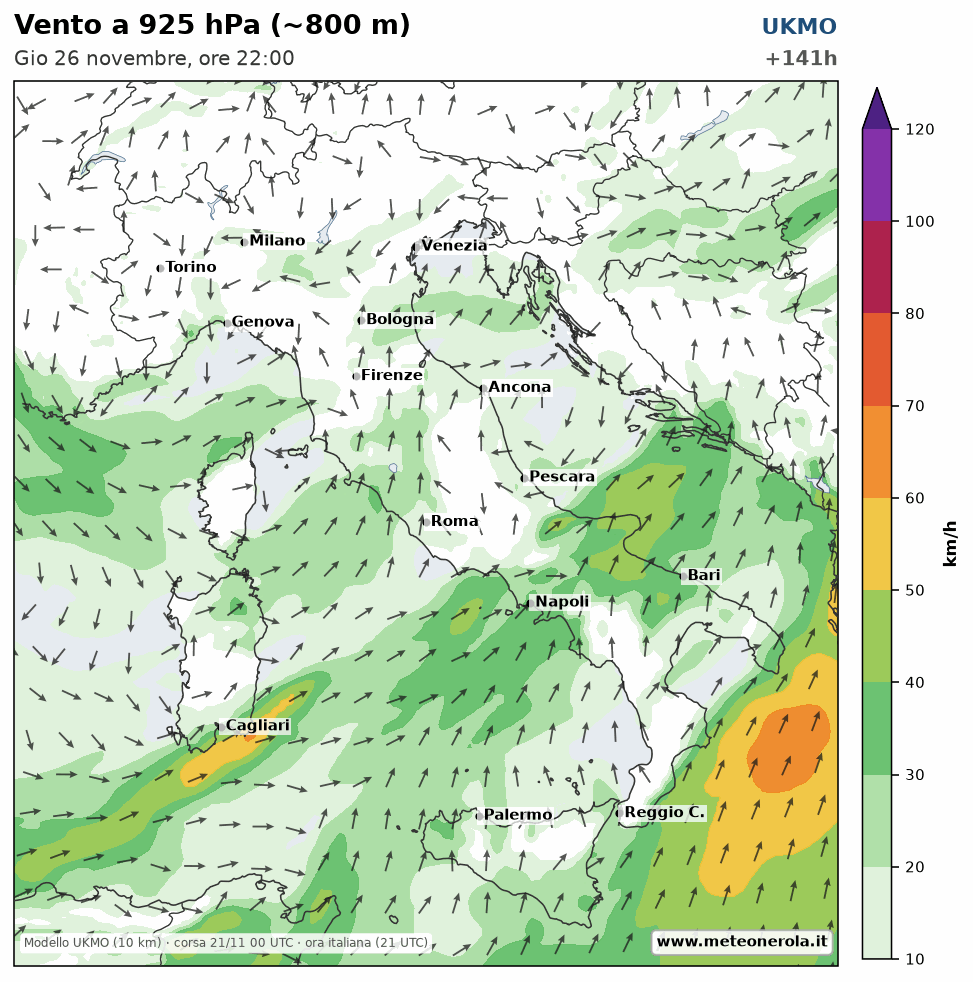 Vento a 925 hPa (~800 m)
UKMO
Gio 26 novembre, ore 22:00
+141h
120
100
80
70
60
50
40
30
20
10
km/h
Milano
Venezia
Torino
Genova
Bologna
Firenze
Ancona
Pescara
Roma
Bari
Napoli
Cagliari
Palermo
Reggio C.
Modello UKMO (10 km) · corsa 21/11 00 UTC · ora italiana (21 UTC)
www.meteonerola.it